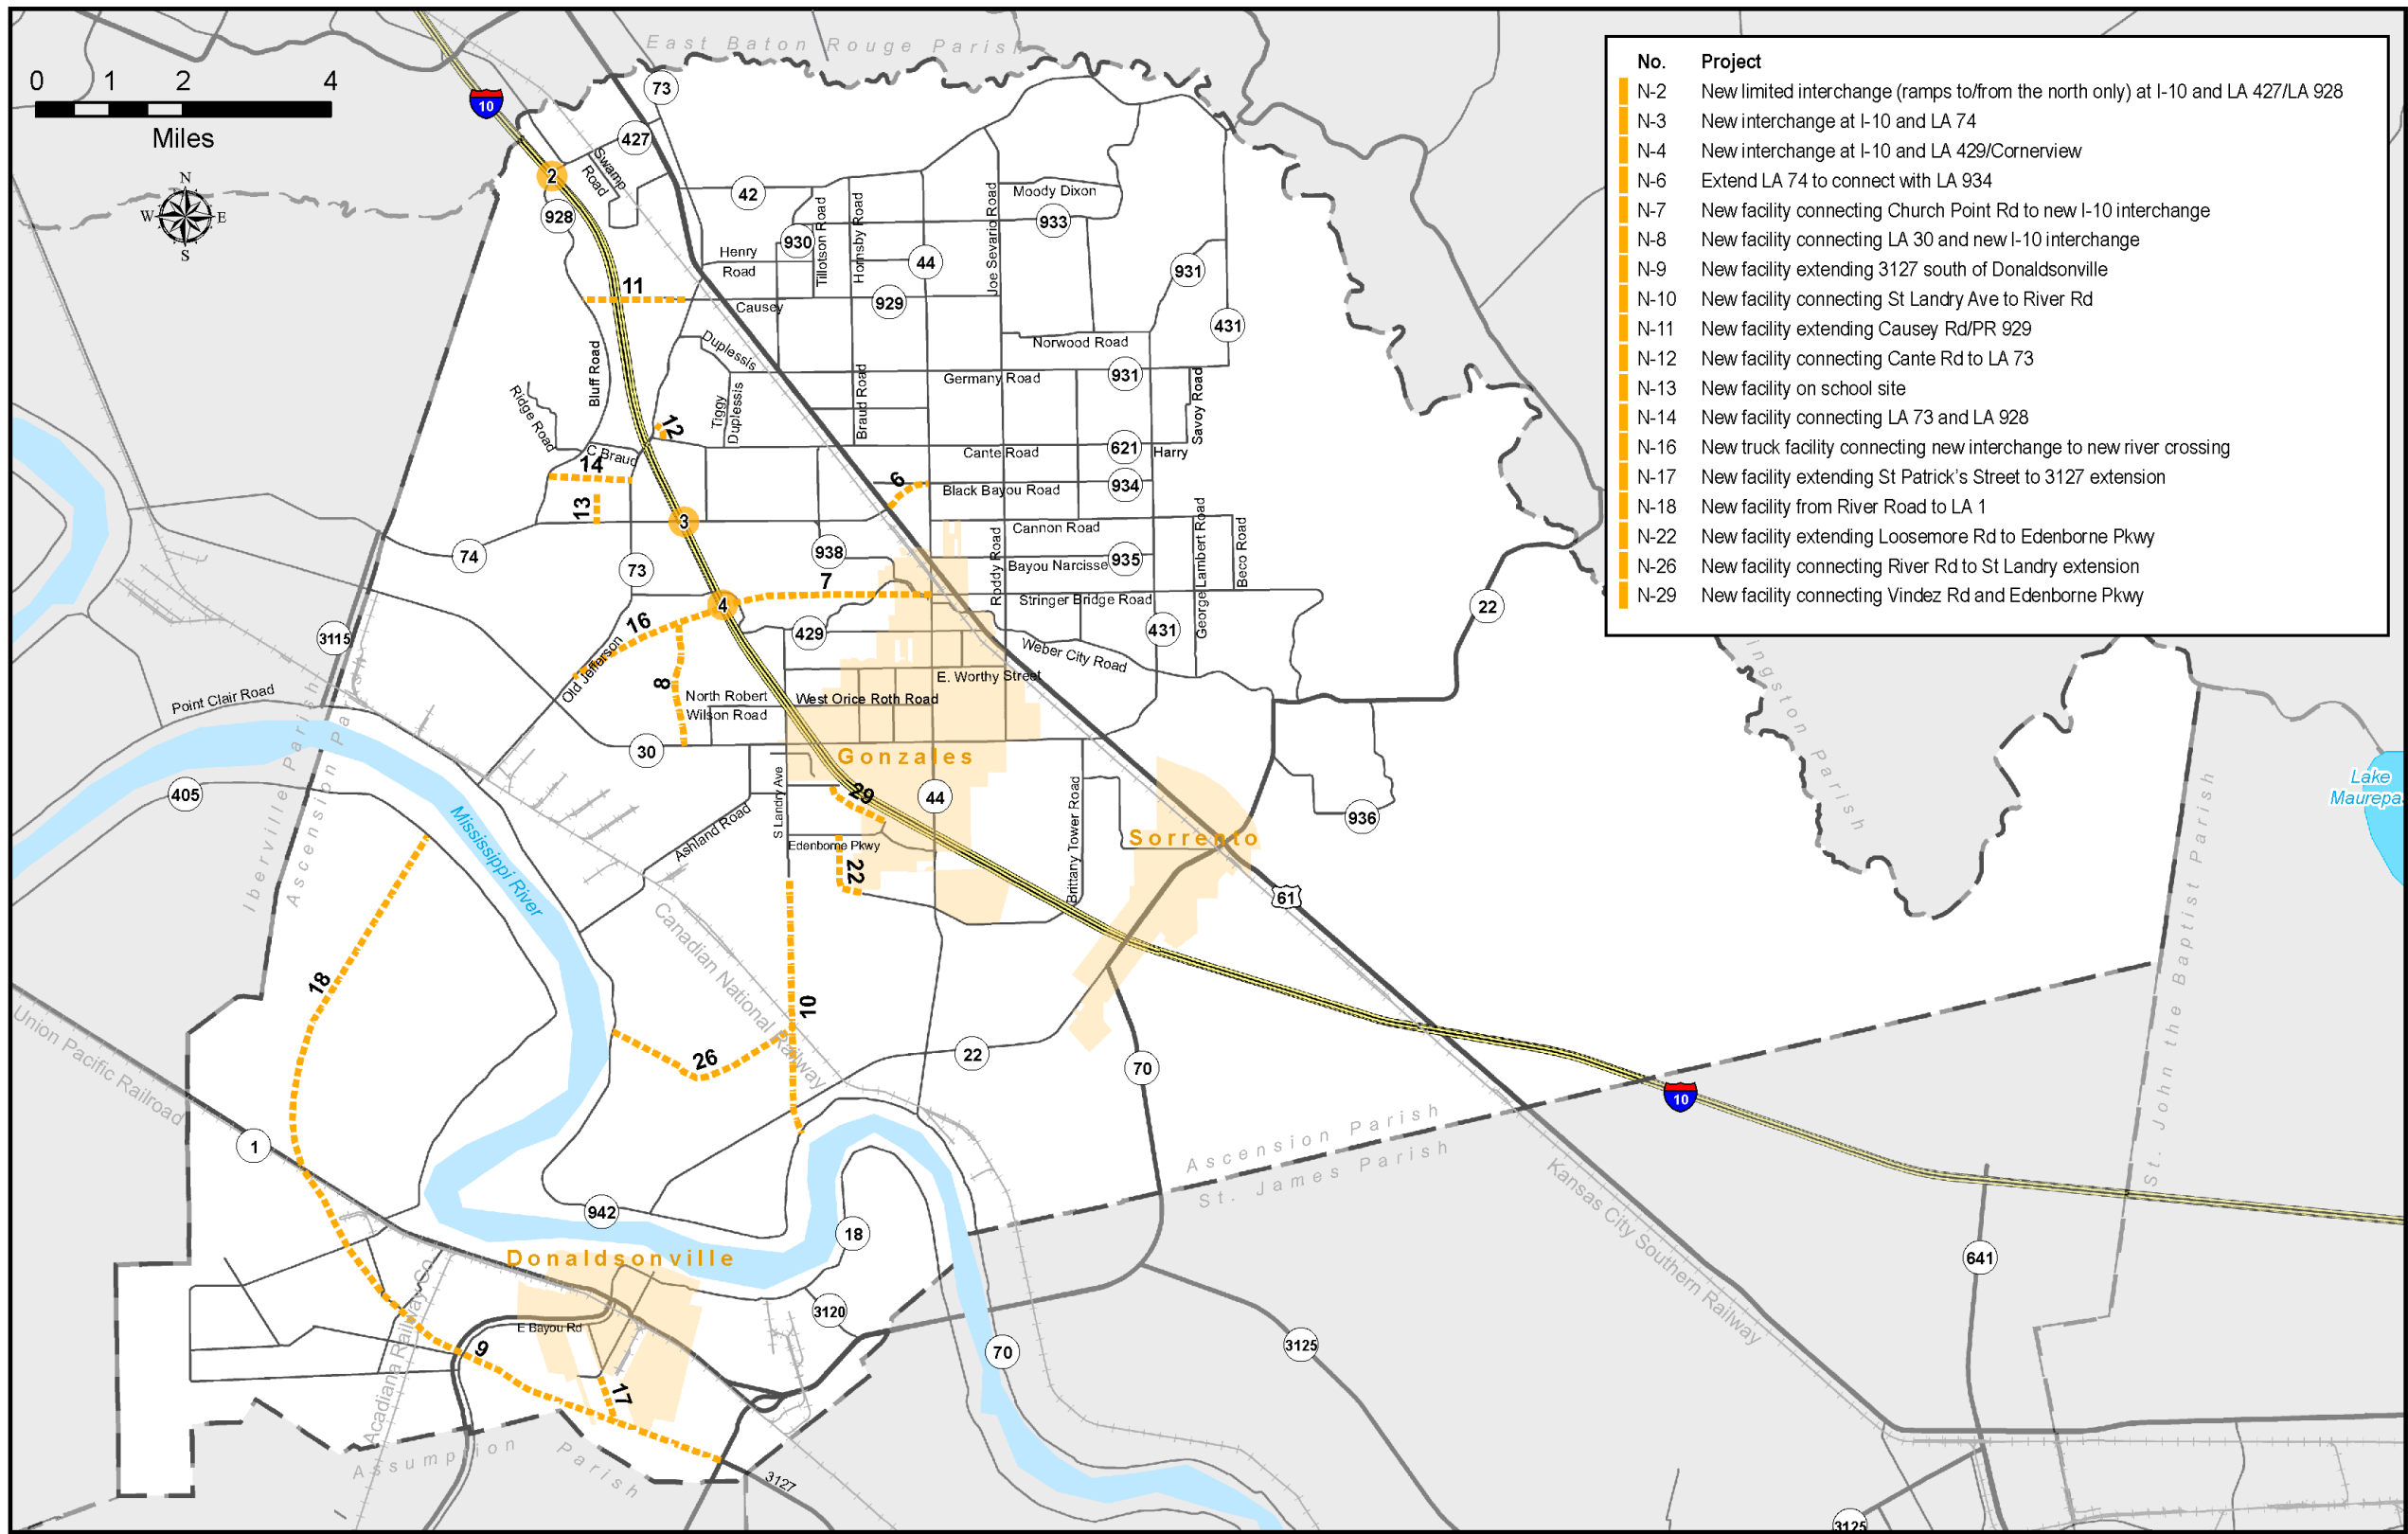 East Baton Rouge Parish
0 1 2 4
Miles
N
W E
S
No. Project
N-2 New limited interchange (ramps to/from the north only) at I-10 and LA 427/LA 928
N-3 New interchange at I-10 and LA 74
N-4 New interchange at I-10 and LA 429/Cornerview
N-6 Extend LA 74 to connect with LA 934
N-7 New facility connecting Church Point Rd to new I-10 interchange
N-8 New facility connecting LA 30 and new I-10 interchange
N-9 New facility extending 3127 south of Donaldsonville
N-10 New facility connecting St Landry Ave to River Rd
N-11 New facility extending Causey Rd/PR 929
N-12 New facility connecting Cante Rd to LA 73
N-13 New facility on school site
N-14 New facility connecting LA 73 and LA 928
N-16 New truck facility connecting new interchange to new river crossing
N-17 New facility extending St Patrick's Street to 3127 extension
N-18 New facility from River Road to LA 1
N-22 New facility extending Loosemore Rd to Edenborne Pkwy
N-26 New facility connecting River Rd to St Landry extension
N-29 New facility connecting Vindez Rd and Edenborne Pkwy
10
73
427
Swamp
Road
2
928
42
Moody Dixon
933
930
Tillotson Road
Hornsby Road
44
Joe Sevario Road
Henry
Road
931
11
Causey
929
431
Norwood Road
Duplessis
Bluff Road
Germany Road
931
Savoy Road
Tiggy
Duplessis
Braud Road
Ridge Road
12
C Braud
Cante Road
621
Harry
14
6
Black Bayou Road
934
13
3
Cannon Road
George Lambert Road
Beco Road
74
938
Roddy Road
Bayou Narcisse
935
73
7
4
Stringer Bridge Road
22
3115
16
429
431
Old Jefferson
Weber City Road
8
E. Worthy Street
North Robert
Wilson Road
West Orice Roth Road
Point Clair Road
30
Gonzales
405
S Landry Ave
29
44
Brittany Tower Road
936
Lake
Maurepa
Mississippi River
Ashland Road
Edenborne Pkwy
22
Sorrento
61
Iberville Parish
Ascension Parish
ingston Parish
St. John the Baptist Parish
Canadian National Railway
18
10
Union Pacific Railroad
26
22
70
10
Ascension Parish
St. James Parish
Kansas City Southern Railway
1
942
18
Donaldsonville
641
3120
E Bayou Rd
9
Acadiana Railway Co
70
3125
17
Assumption Parish
3127
3125